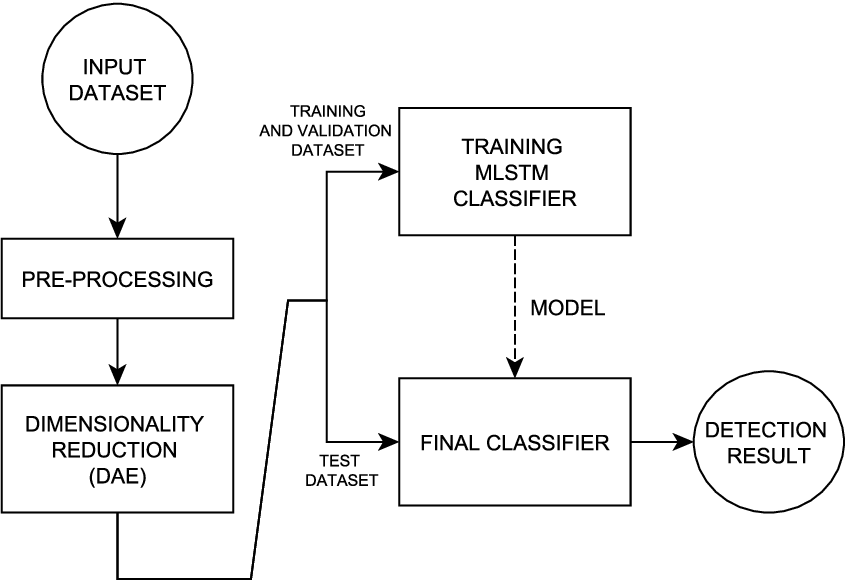 INPUT
DATASET
PRE-PROCESSING
DIMENSIONALITY
REDUCTION
(DAE)
TRAINING
AND VALIDATION
DATASET
TEST
DATASET
TRAINING
MLSTM
CLASSIFIER
MODEL
FINAL CLASSIFIER
DETECTION
RESULT